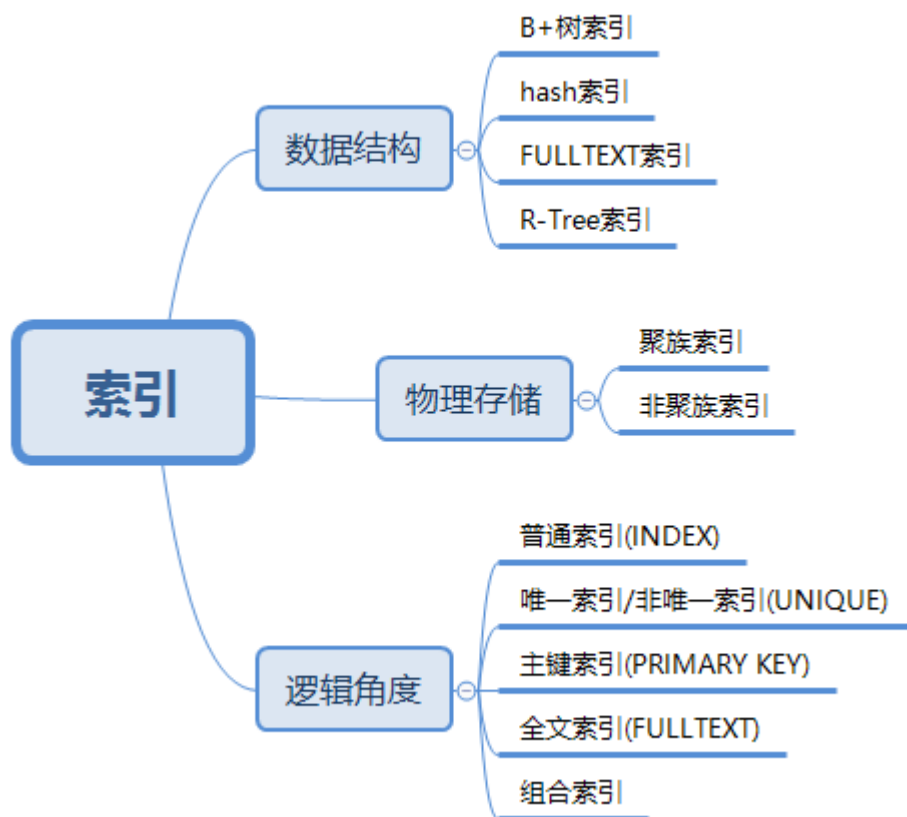 索引
数据结构
B+树索引
hash索引
FULLTEXT索引
R-Tree索引
物理存储
聚族索引
非聚族索引
逻辑角度
普通索引(INDEX)
唯一索引/非唯一索引(UNIQUE)
主键索引(PRIMARY KEY)
全文索引(FULLTEXT)
组合索引